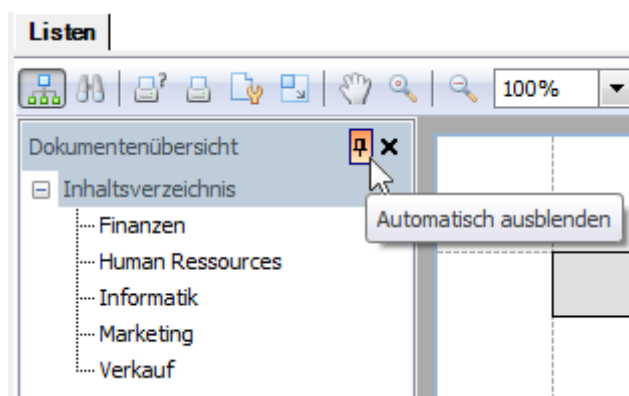 Listen
100%
Dokumentenübersicht
Inhaltsverzeichnis
Automatisch ausblenden
Finanzen
Human Ressources
Informatik
Marketing
Verkauf